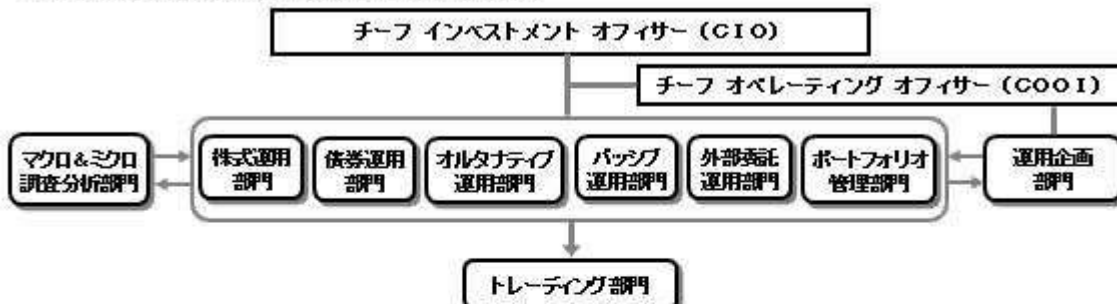 チーフ インベストメント オフィサー (CIO)
チーフ オペレーティング オフィサー (COOI)
マクロ&ミクロ
調査分析部門
株式運用
部門
債券運用
部門
オルタナティブ
運用部門
パッシブ
運用部門
外部委託
運用部門
ポートフォリオ
管理部門
運用企画
部門
トレーディング部門